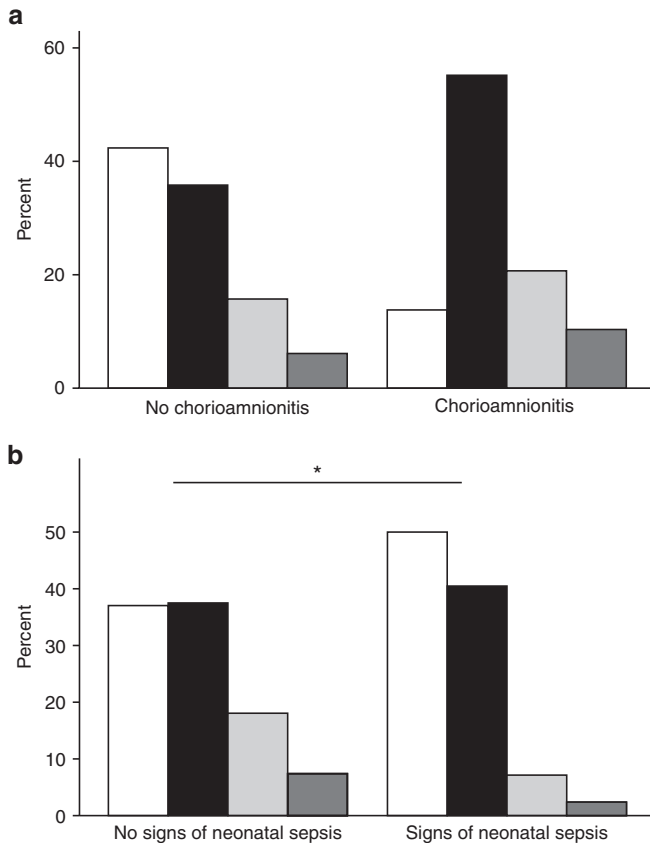 a
60
40
20
0
Percent
No chorioamnionitis
Chorioamnionitis
b
*
50
40
30
20
10
0
Percent
No signs of neonatal sepsis
Signs of neonatal sepsis